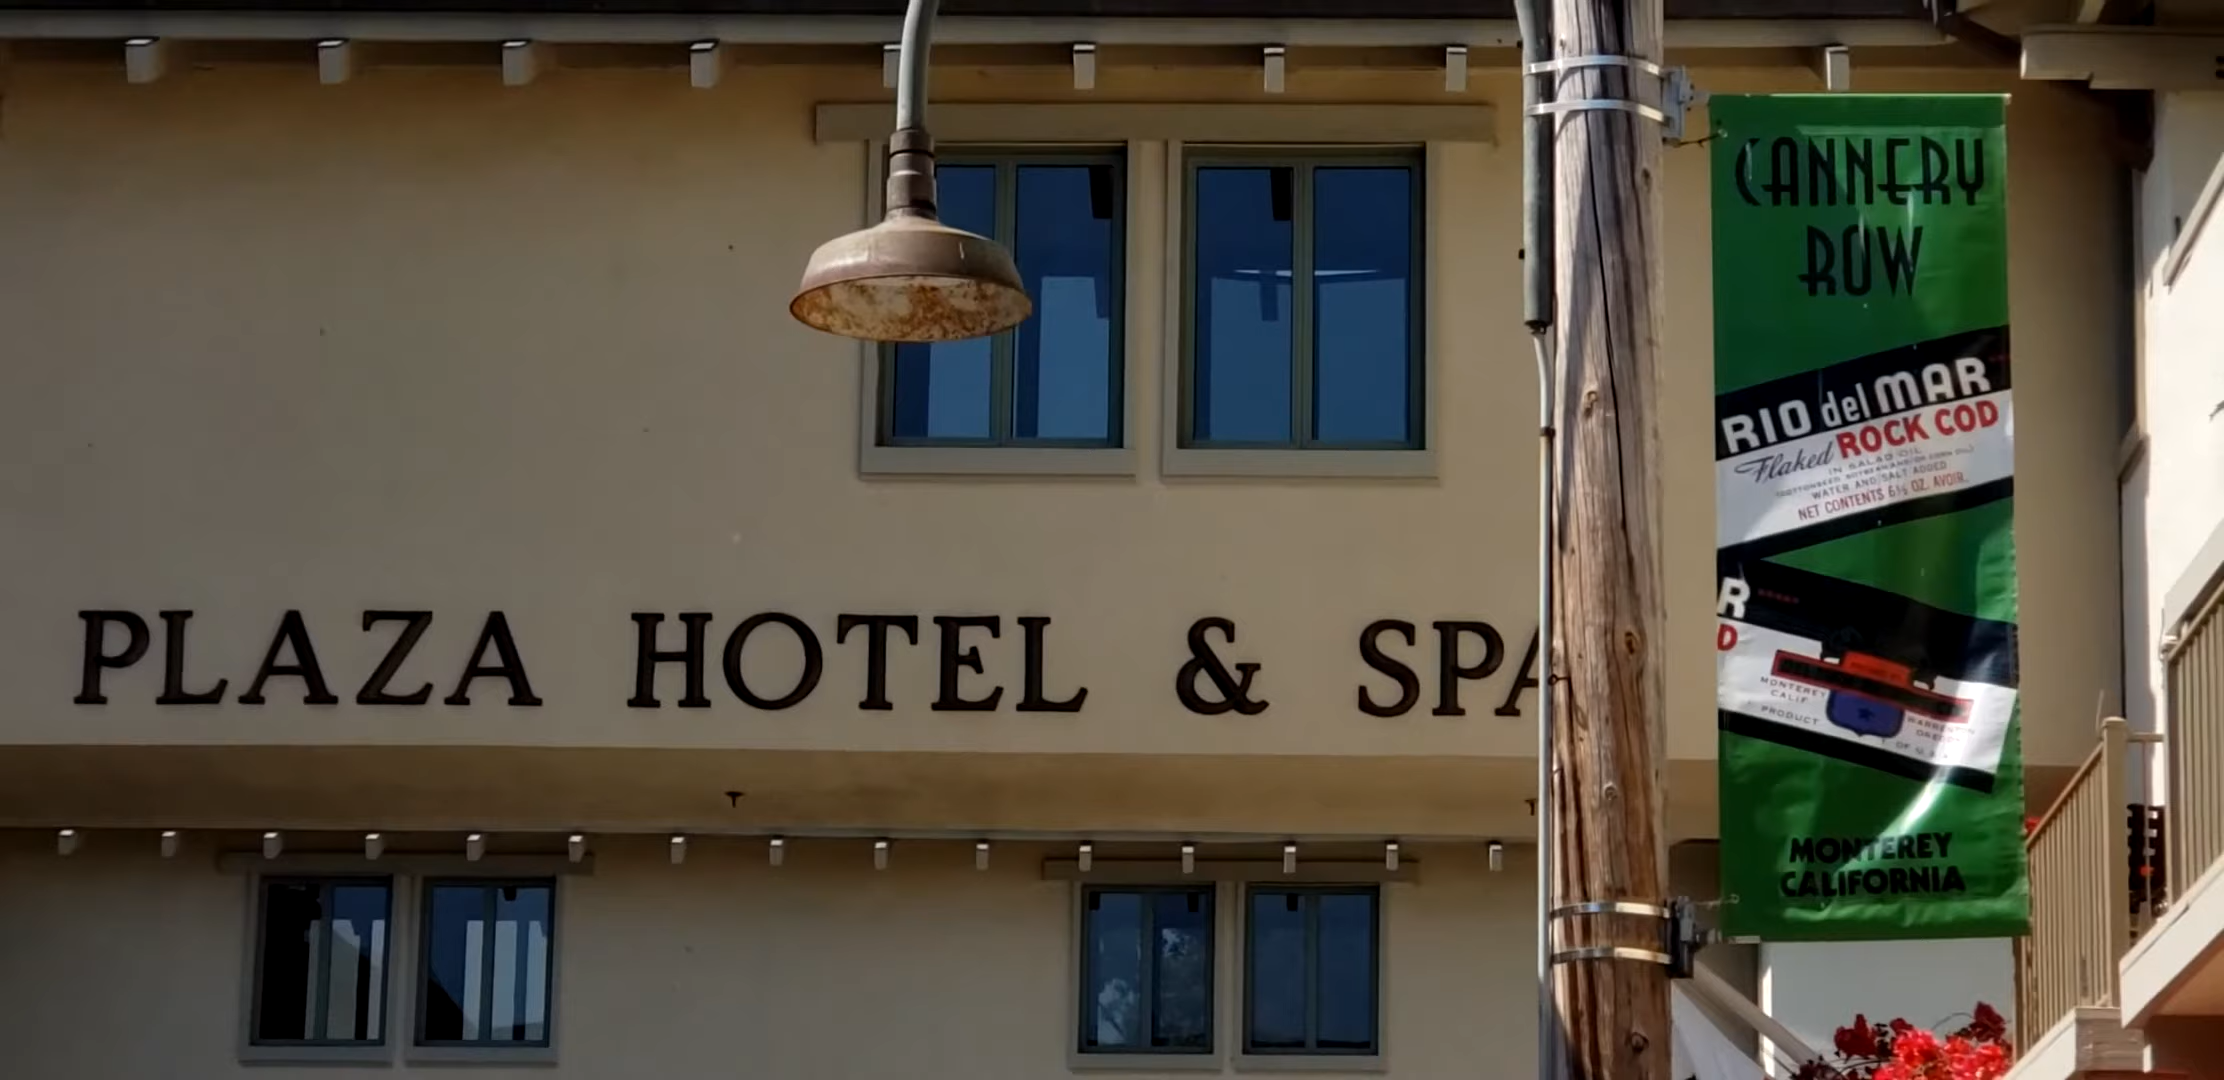 PLAZA HOTEL & SPA
CANNERY
ROW
RIO del MAR
Flaked ROCK COD
IN SALAD OIL
WATER AND SALT ADDED
NET CONTENTS 6½ OZ. AVOIR.
R
D
MONTEREY
CALIF
PRODUCT
WARRENTON
OF U.S.A.
MONTEREY
CALIFORNIA